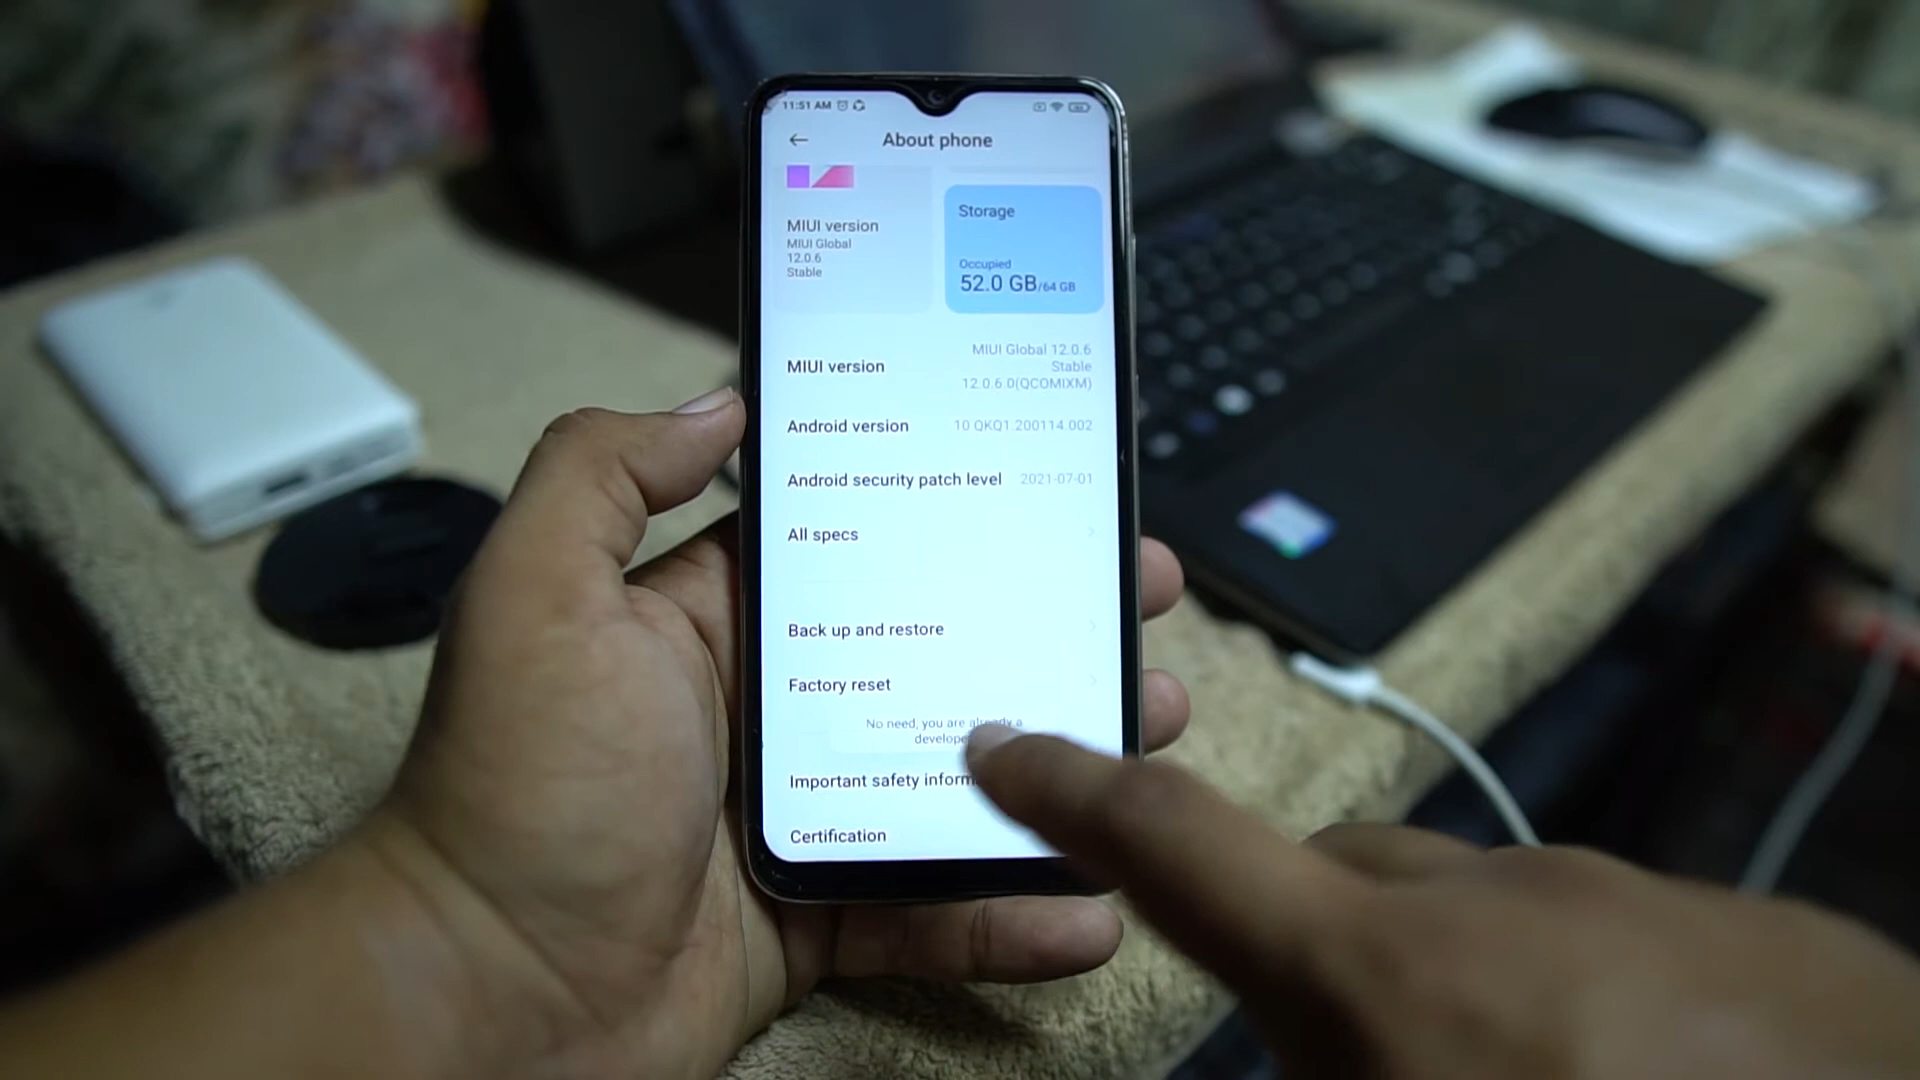 11:51 AM
About phone
MIUI version
MIUI Global
12.0.6
Stable
Storage
Occupied
52.0 GB/64 GB
MIUI version
MIUI Global 12.0.6
Stable
12.0.6.0(QCOMIXM)
Android version
10 QKQ1.200114.002
Android security patch level
2021-07-01
All specs
Back up and restore
Factory reset
No need, you are already a
develope
Important safety inform
Certification